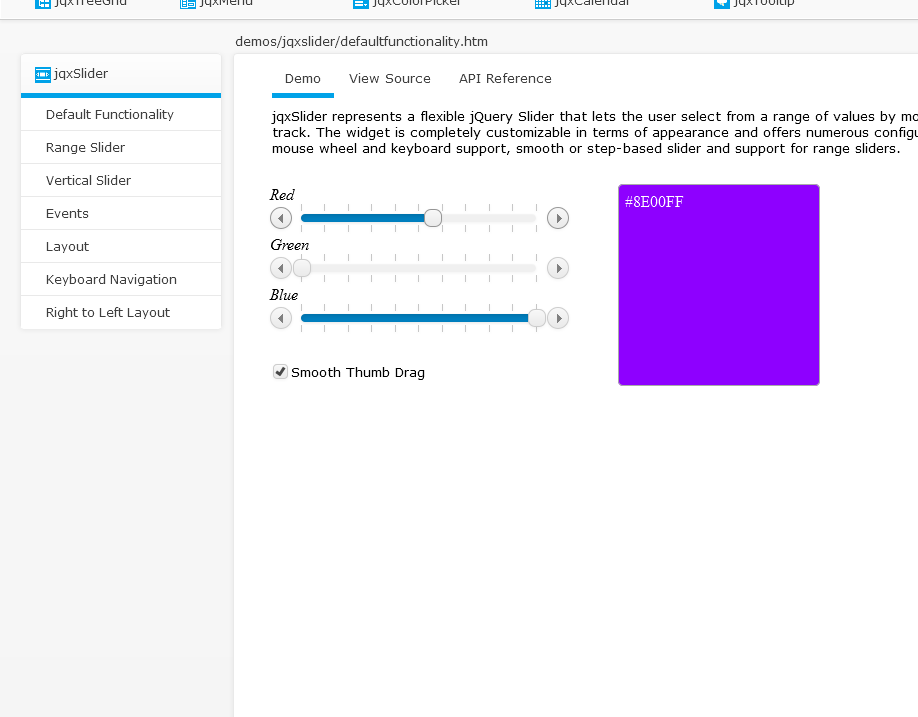 jqxTreeGrid jqxMenu jqxColorPicker jqxCalendar jqxTooltip
demos/jqxslider/defaultfunctionality.htm
jqxSlider
Default Functionality
Range Slider
Vertical Slider
Events
Layout
Keyboard Navigation
Right to Left Layout
Demo View Source API Reference
jqxSlider represents a flexible jQuery Slider that lets the user select from a range of values by mo
track. The widget is completely customizable in terms of appearance and offers numerous configu
mouse wheel and keyboard support, smooth or step-based slider and support for range sliders.
Red
Green
Blue
Smooth Thumb Drag
#8E00FF